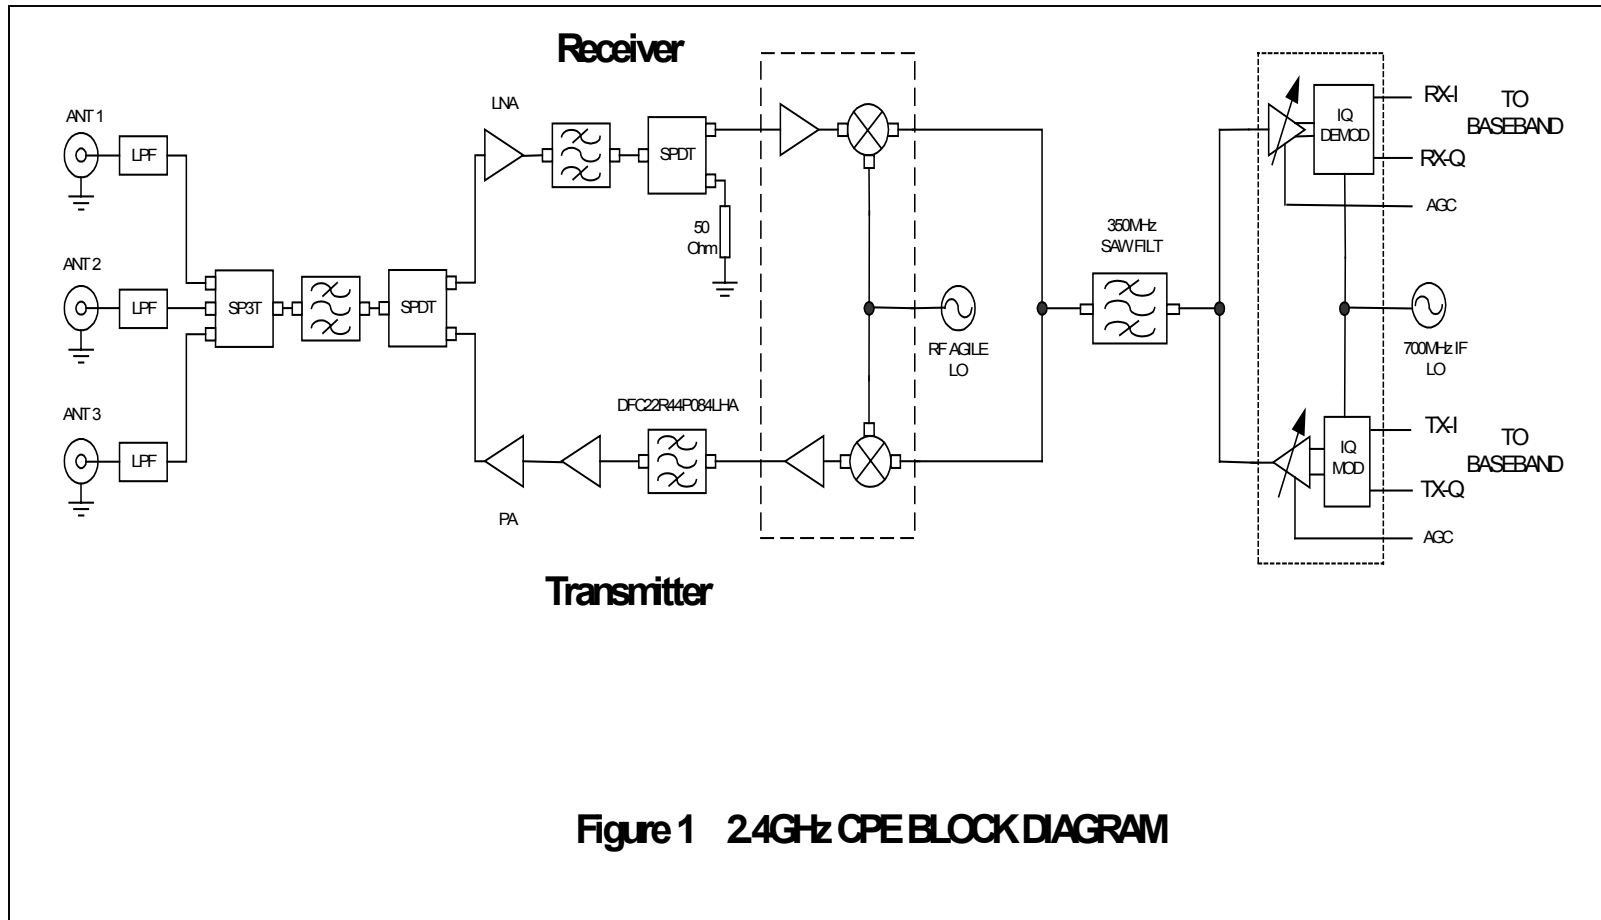 Receiver
ANT 1
LPF
LNA
SPDT
50
Ohm
IQ
DEMOD
RX-I
RX-Q
TO
BASEBAND
AGC
ANT 2
LPF
SP3T
SPDT
RF AGILE
LO
350MHz
SAW FILT
700MHz IF
LO
ANT 3
LPF
DFC22R44P084LHA
PA
IQ
MOD
TX-I
TX-Q
TO
BASEBAND
AGC
Transmitter
Figure 1 2.4GHz CPE BLOCK DIAGRAM